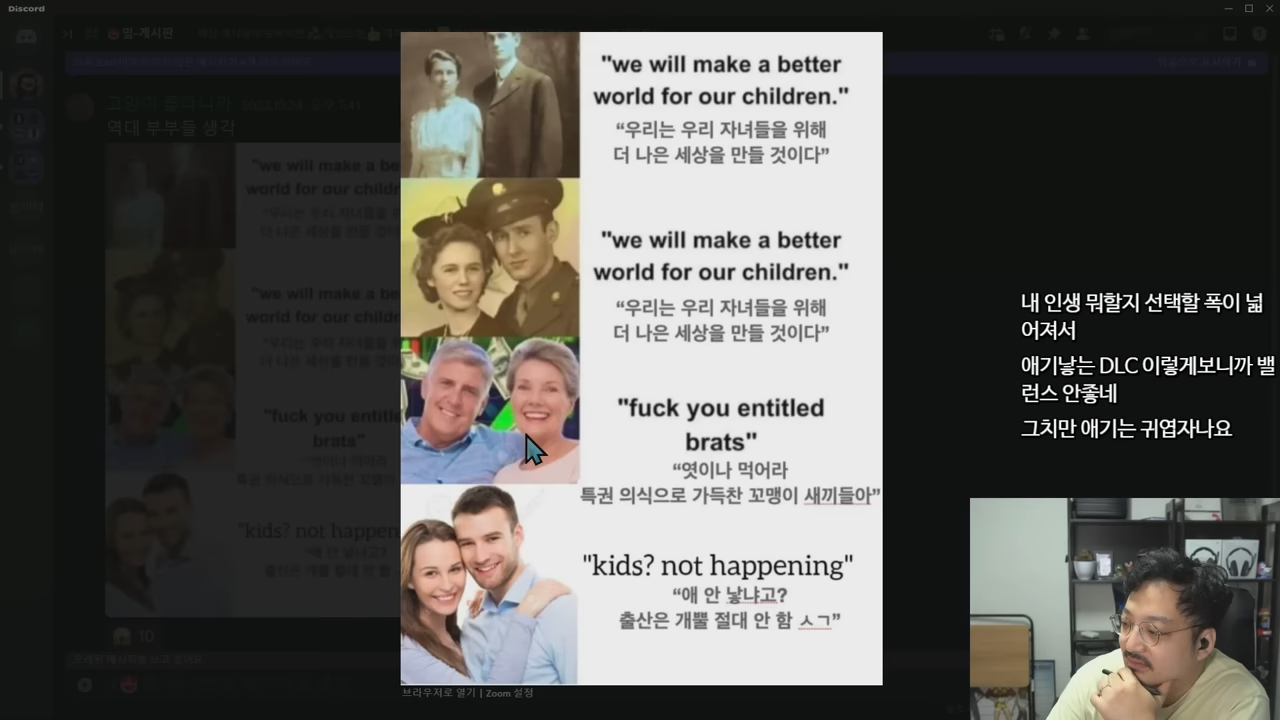 Discord
밈-게시판
역대 부부들 생각
"we will make a better
world for our children."
“우리는 우리 자녀들을 위해
더 나은 세상을 만들 것이다”
"we will make a better
world for our children."
“우리는 우리 자녀들을 위해
더 나은 세상을 만들 것이다”
"fuck you entitled
brats"
“엿이나 먹어라
특권 의식으로 가득찬 꼬맹이 새끼들아”
"kids? not happening"
“애 안 낳냐고?
출산은 개뿔 절대 안 함 ㅅㄱ”
브라우저로 열기 | Zoom 설정
10
내 인생 뭐할지 선택할 폭이 넓
어져서
애기낳는 DLC 이렇게보니까 밸
런스 안좋네
그치만 애기는 귀엽자나요